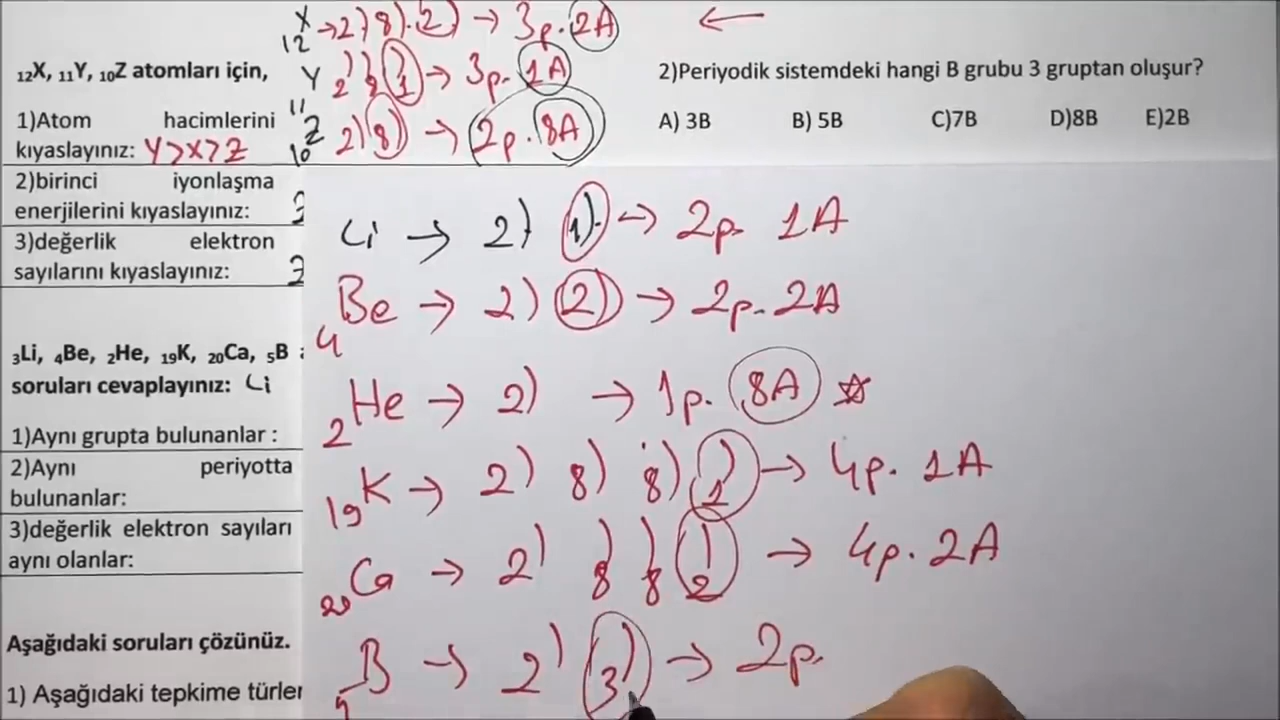 X → 2) 8) 2) → 3p. 2A
12
₁₂X, ₁₁Y, ₁₀Z atomları için,
Y 2) 8) 1) → 3p. 1A
11
1)Atom hacimlerini
kıyaslayınız: Y>X>Z
Z 2) 8) → 2p. 8A
10
2)birinci iyonlaşma
enerjilerini kıyaslayınız:
3)değerlik elektron
sayılarını kıyaslayınız:
2)Periyodik sistemdeki hangi B grubu 3 gruptan oluşur?
A) 3B B) 5B C)7B D)8B E)2B
Li → 2) 1) → 2p. 1A
₄Be → 2) 2) → 2p. 2A
₂He → 2) → 1p. 8A
₁₉K → 2) 8) 8) 1) → 4p. 1A
₂₀Ca → 2) 8) 8) 2) → 4p. 2A
B → 2) 3) → 2p.
₃Li, ₄Be, ₂He, ₁₉K, ₂₀Ca, ₅B
soruları cevaplayınız: Li
1)Aynı grupta bulunanlar :
2)Aynı periyotta
bulunanlar:
3)değerlik elektron sayıları
aynı olanlar:
Aşağıdaki soruları çözünüz.
1) Aşağıdaki tepkime türler